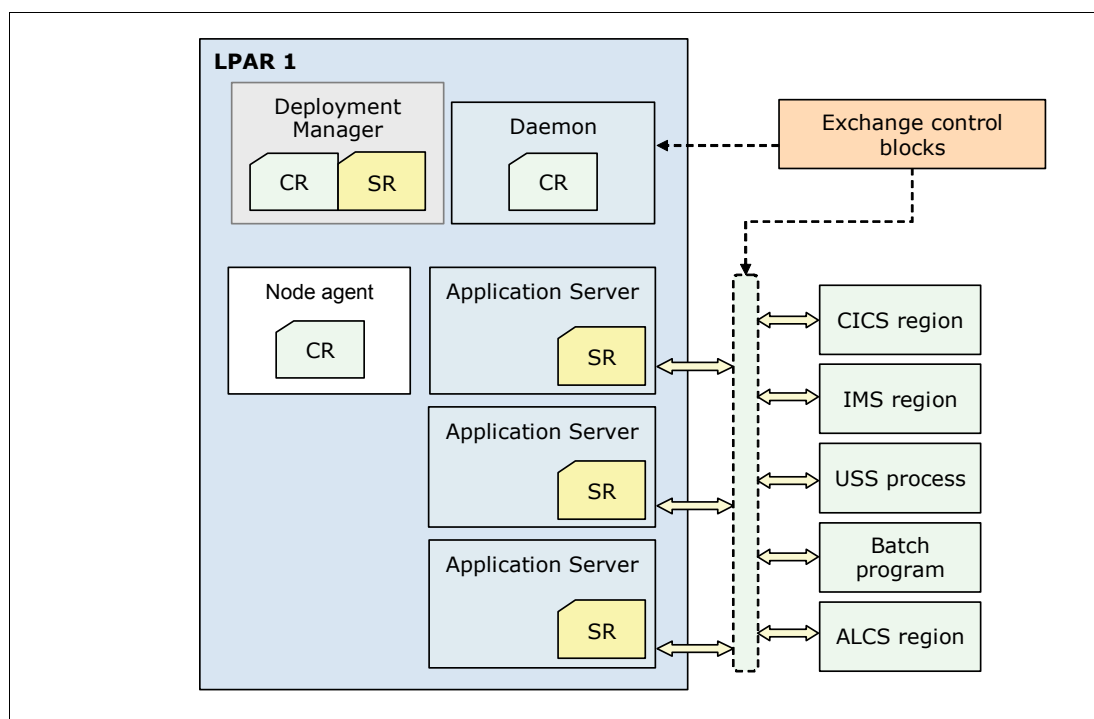 LPAR 1
Deployment
Manager
CR
SR
Daemon
CR
Exchange control
blocks
Node agent
CR
Application Server
SR
Application Server
SR
Application Server
SR
CICS region
IMS region
USS process
Batch
program
ALCS region